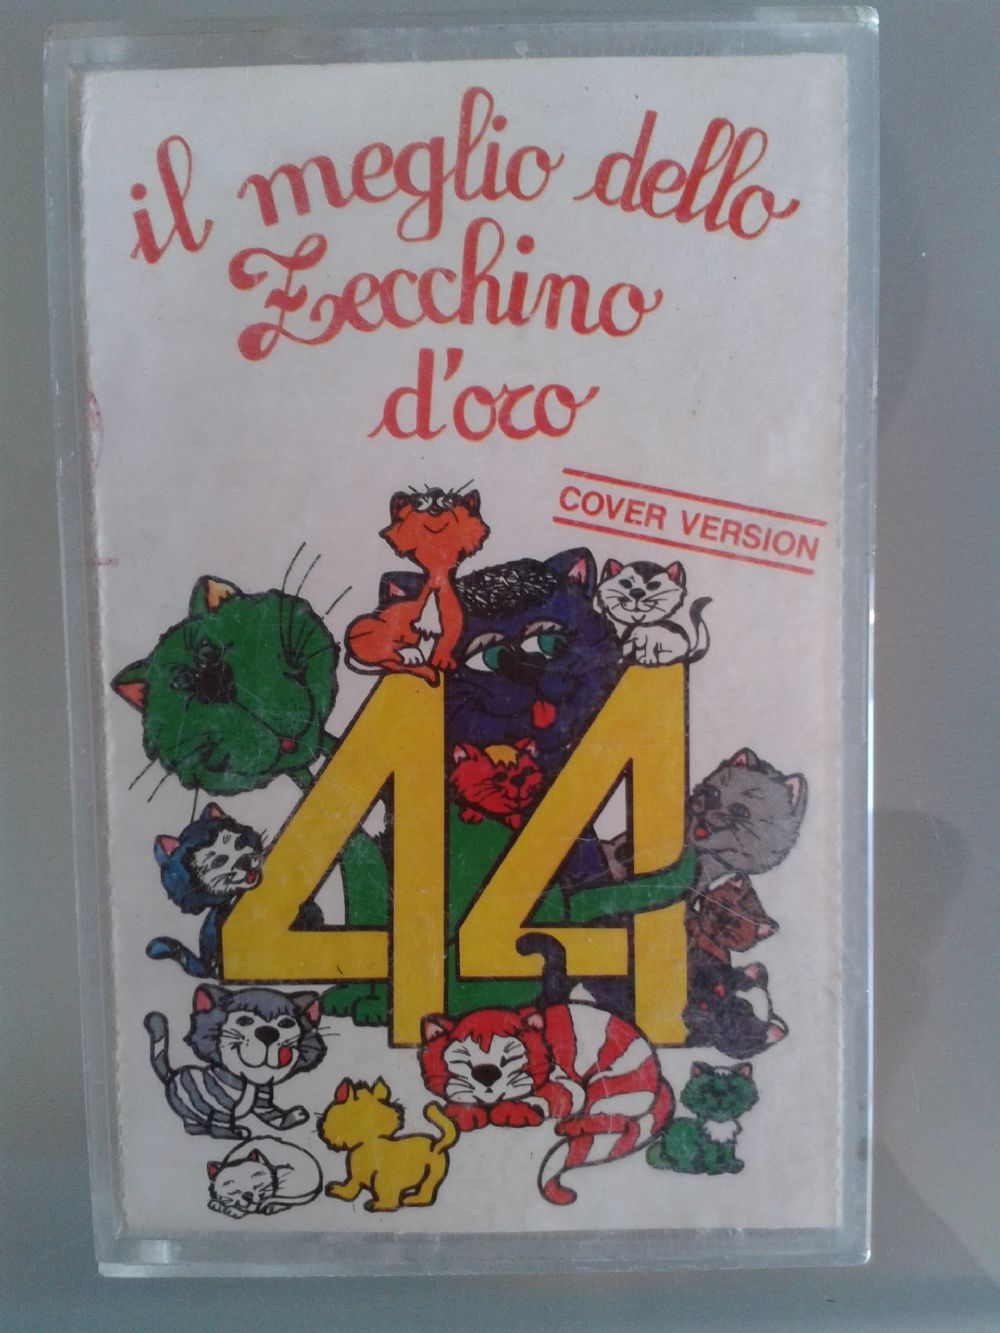 il meglio dello
Zecchino
d'oro
COVER VERSION
44